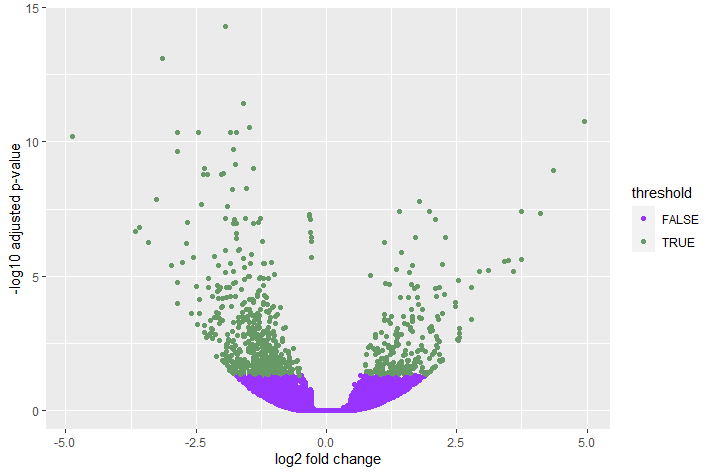 15
10
5
0
-log10 adjusted p-value
-5.0 -2.5 0.0 2.5 5.0
log2 fold change
threshold
FALSE
TRUE